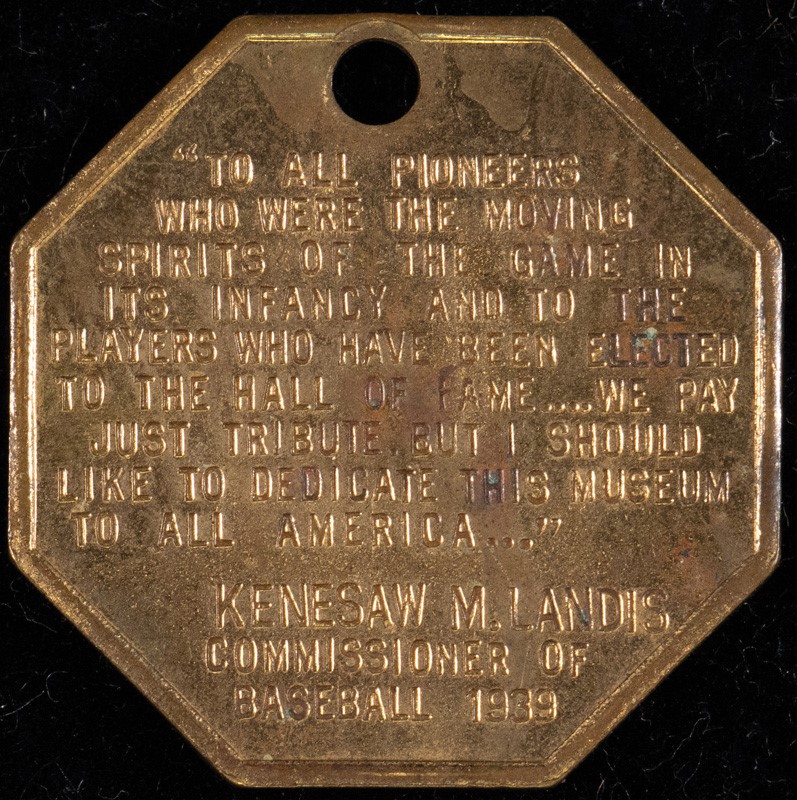 “TO ALL PIONEERS
WHO WERE THE MOVING
SPIRITS OF THE GAME IN
ITS INFANCY AND TO THE
PLAYERS WHO HAVE BEEN ELECTED
TO THE HALL OF FAME....WE PAY
JUST TRIBUTE. BUT I SHOULD
LIKE TO DEDICATE THIS MUSEUM
TO ALL AMERICA...”
KENESAW M. LANDIS
COMMISSIONER OF
BASEBALL 1939